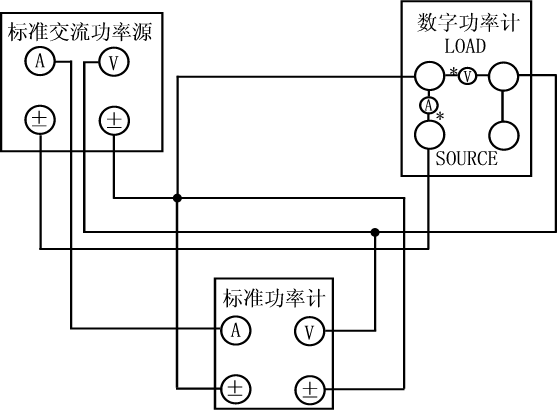 标准交流功率源
A V
± ±
数字功率计
LOAD
* V
A
*
SOURCE
标准功率计
A V
± ±